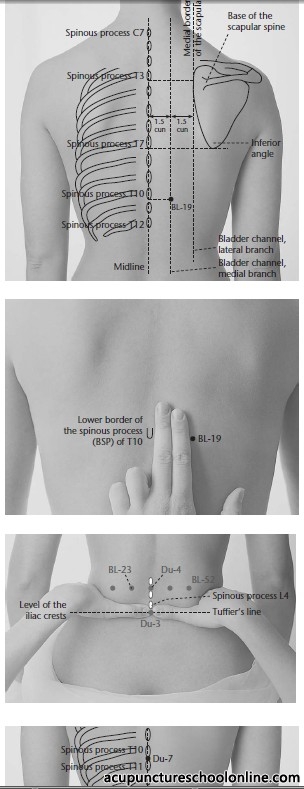 Spinous process C7
Medial border
of the scapula
Base of the
scapular spine
Spinous process T3
1.5
cun
1.5
cun
Spinous process T7
Inferior
angle
Spinous process T10
BL-19
Spinous process T12
Bladder channel,
lateral branch
Midline
Bladder channel,
medial branch
Lower border of
the spinous process
(BSP) of T10
BL-19
BL-23
Du-4
BL-52
Spinous process L4
Level of the
iliac crests
Tuffier's line
Du-3
Spinous process T10
Du-7
Spinous process T11
acupunctureschoolonline.com